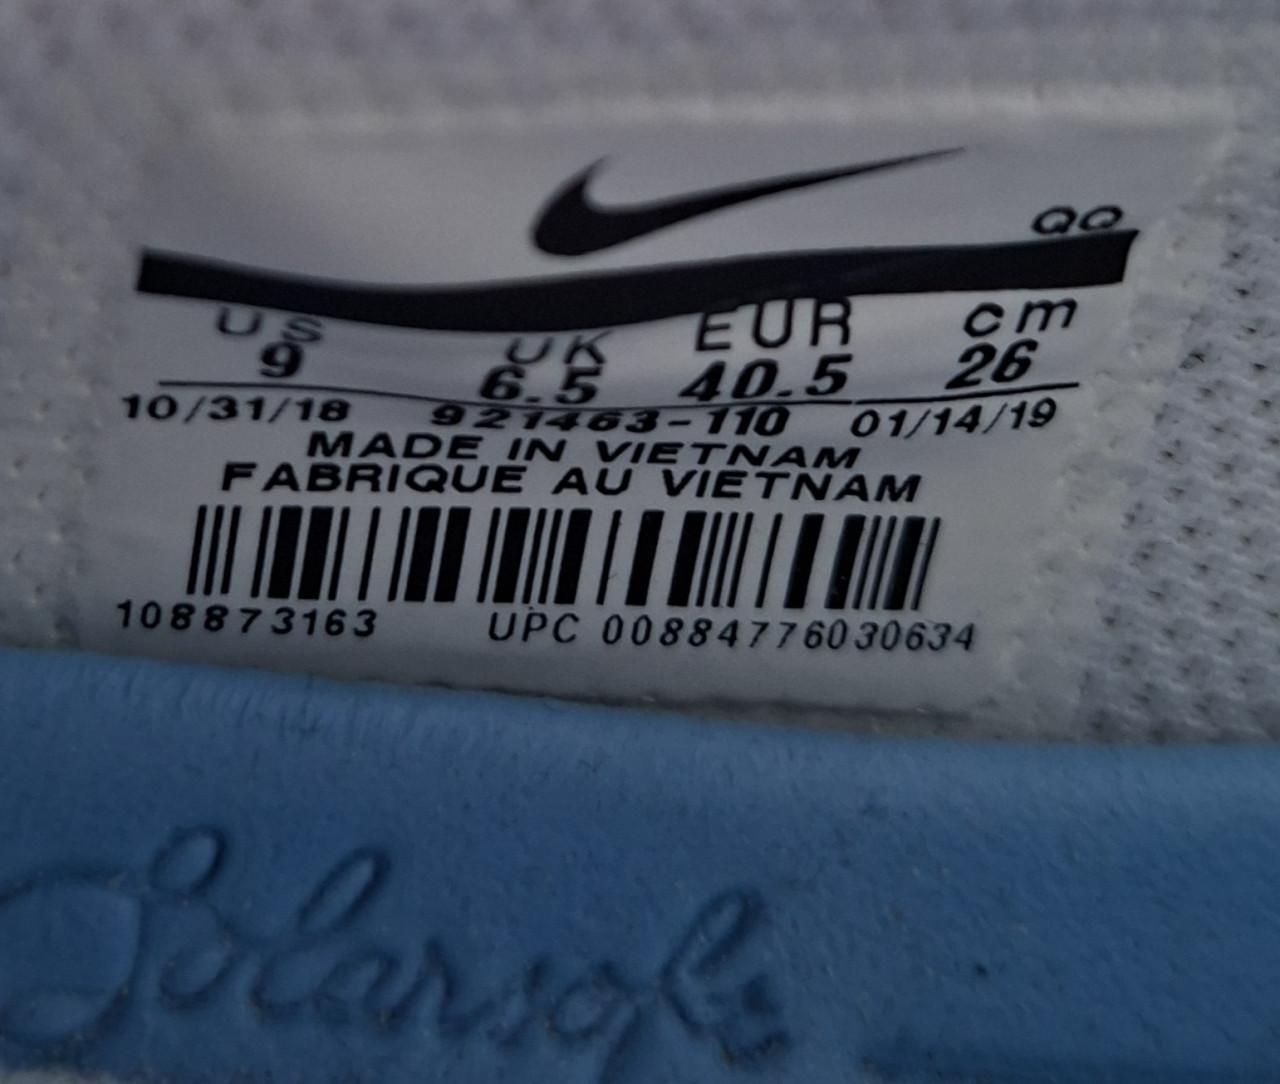 QQ
US UK EUR cm
9 6.5 40.5 26
10/31/18 921463-110 01/14/19
MADE IN VIETNAM
FABRIQUE AU VIETNAM
108873163 UPC 00884776030634
Solarsoft